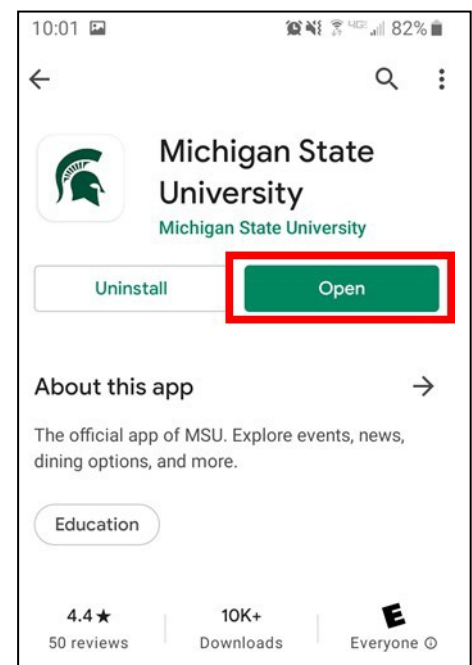 10:01 4GE 82%
Michigan State
University
Michigan State University
Uninstall Open
About this app
The official app of MSU. Explore events, news,
dining options, and more.
Education
4.4★ 10K+ E
50 reviews Downloads Everyone